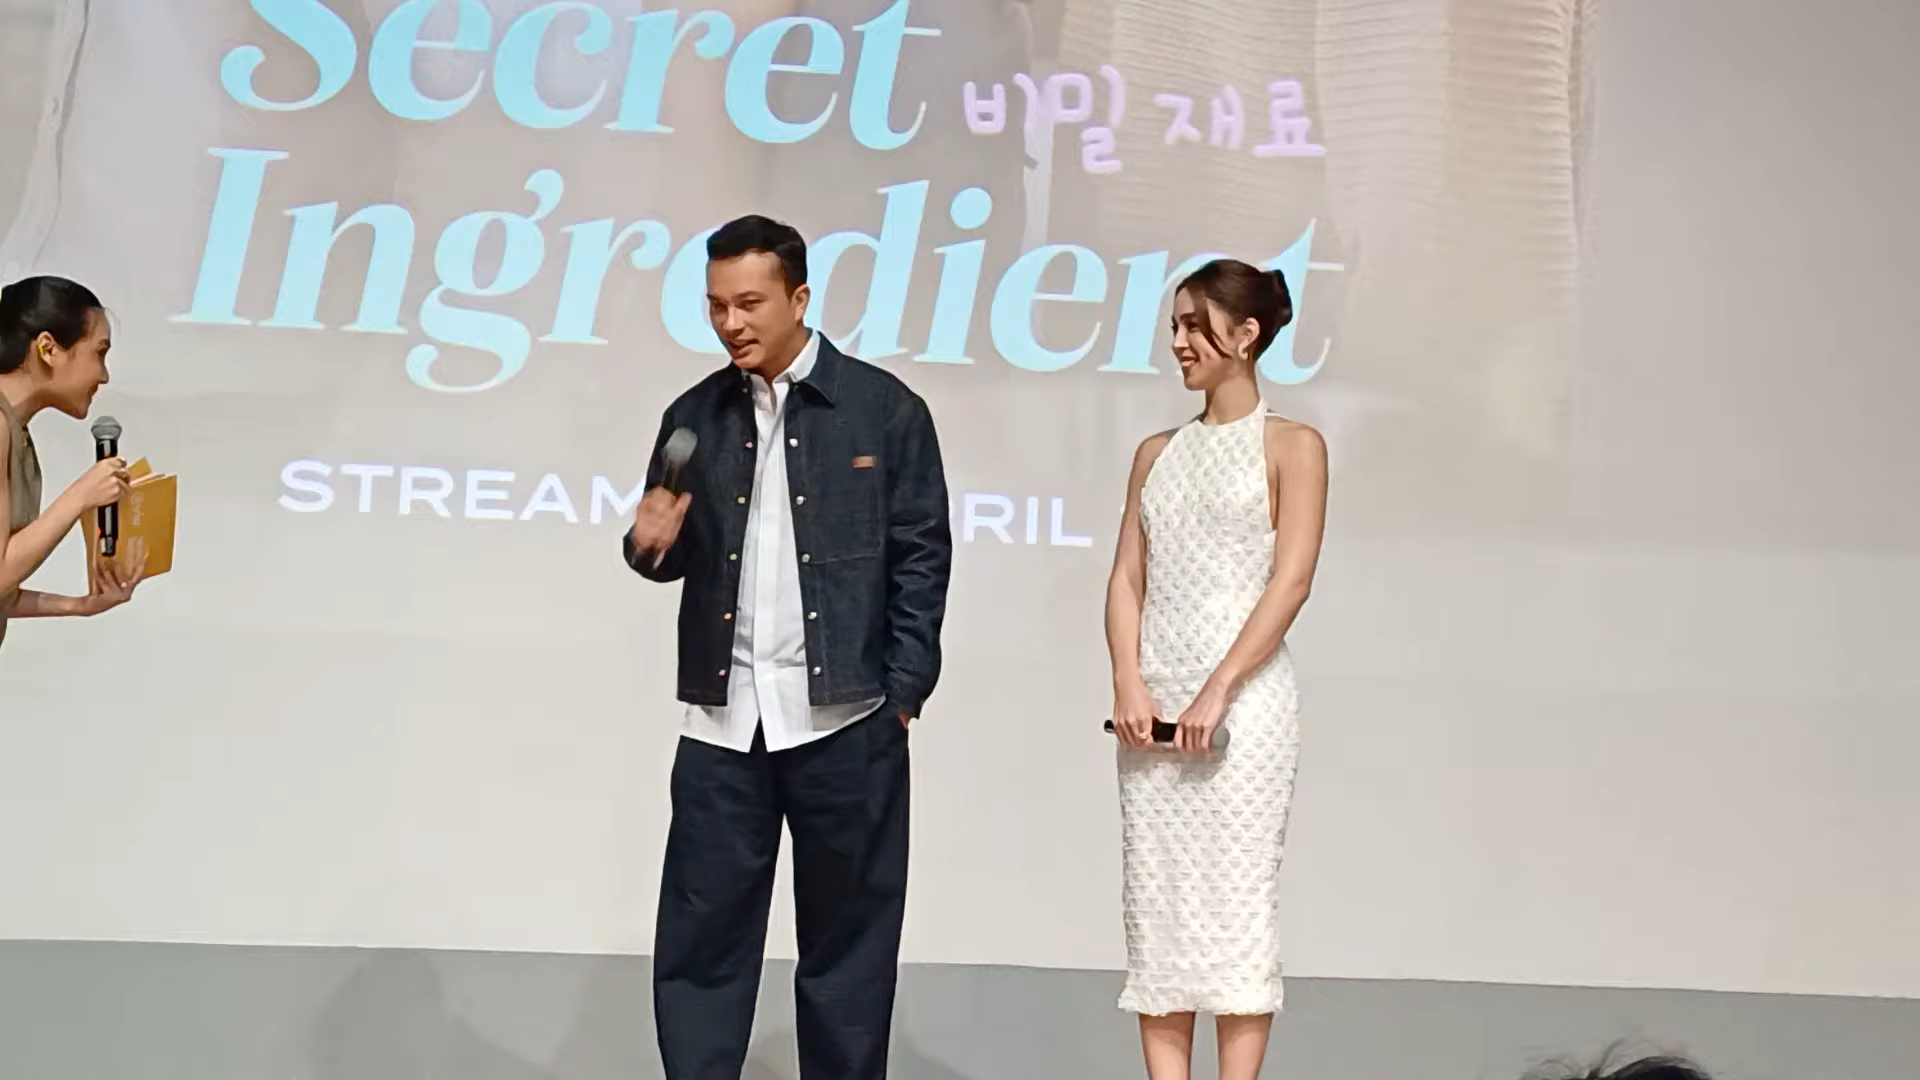 Secret 비밀 재료
Ingredient
STREAM RIL